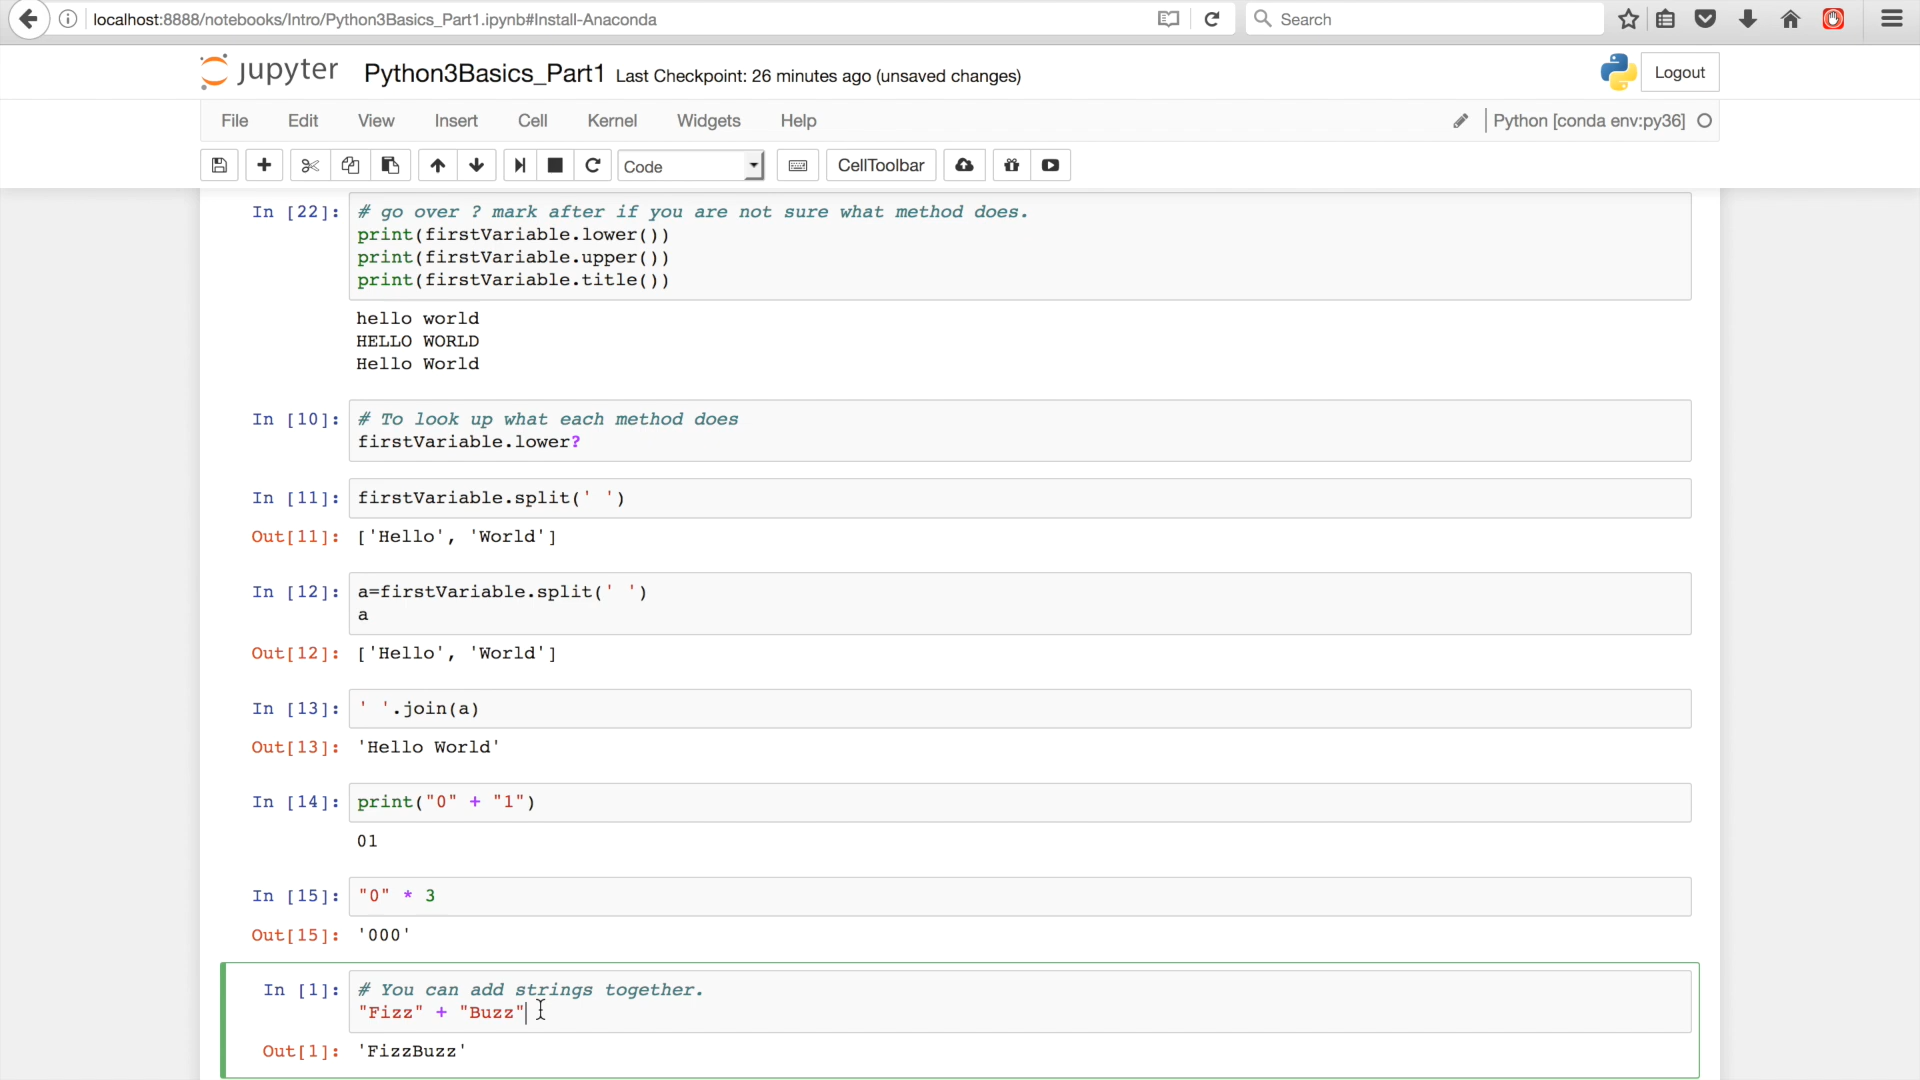 localhost:8888/notebooks/Intro/Python3Basics_Part1.ipynb#Install-Anaconda
Search
jupyter
Python3Basics_Part1 Last Checkpoint: 26 minutes ago (unsaved changes)
Logout
File Edit View Insert Cell Kernel Widgets Help
Python [conda env:py36]
Code
CellToolbar
In [22]: # go over ? mark after if you are not sure what method does.
print(firstVariable.lower())
print(firstVariable.upper())
print(firstVariable.title())
hello world
HELLO WORLD
Hello World
In [10]: # To look up what each method does
firstVariable.lower?
In [11]: firstVariable.split(' ')
Out[11]: ['Hello', 'World']
In [12]: a=firstVariable.split(' ')
a
Out[12]: ['Hello', 'World']
In [13]: ' '.join(a)
Out[13]: 'Hello World'
In [14]: print("0" + "1")
01
In [15]: "0" * 3
Out[15]: '000'
In [1]: # You can add strings together.
"Fizz" + "Buzz"
Out[1]: 'FizzBuzz'